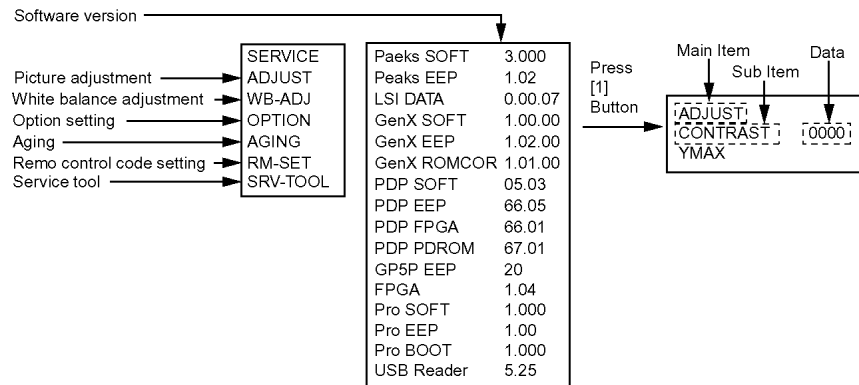 Software version
Picture adjustment
White balance adjustment
Option setting
Aging
Remo control code setting
Service tool
SERVICE
ADJUST
WB-ADJ
OPTION
AGING
RM-SET
SRV-TOOL
Paeks SOFT 3.000
Peaks EEP 1.02
LSI DATA 0.00.07
GenX SOFT 1.00.00
GenX EEP 1.02.00
GenX ROMCOR 1.01.00
PDP SOFT 05.03
PDP EEP 66.05
PDP FPGA 66.01
PDP PDROM 67.01
GP5P EEP 20
FPGA 1.04
Pro SOFT 1.000
Pro EEP 1.00
Pro BOOT 1.000
USB Reader 5.25
Press
[1]
Button
Main Item
Sub Item
Data
ADJUST
CONTRAST 0000
YMAX